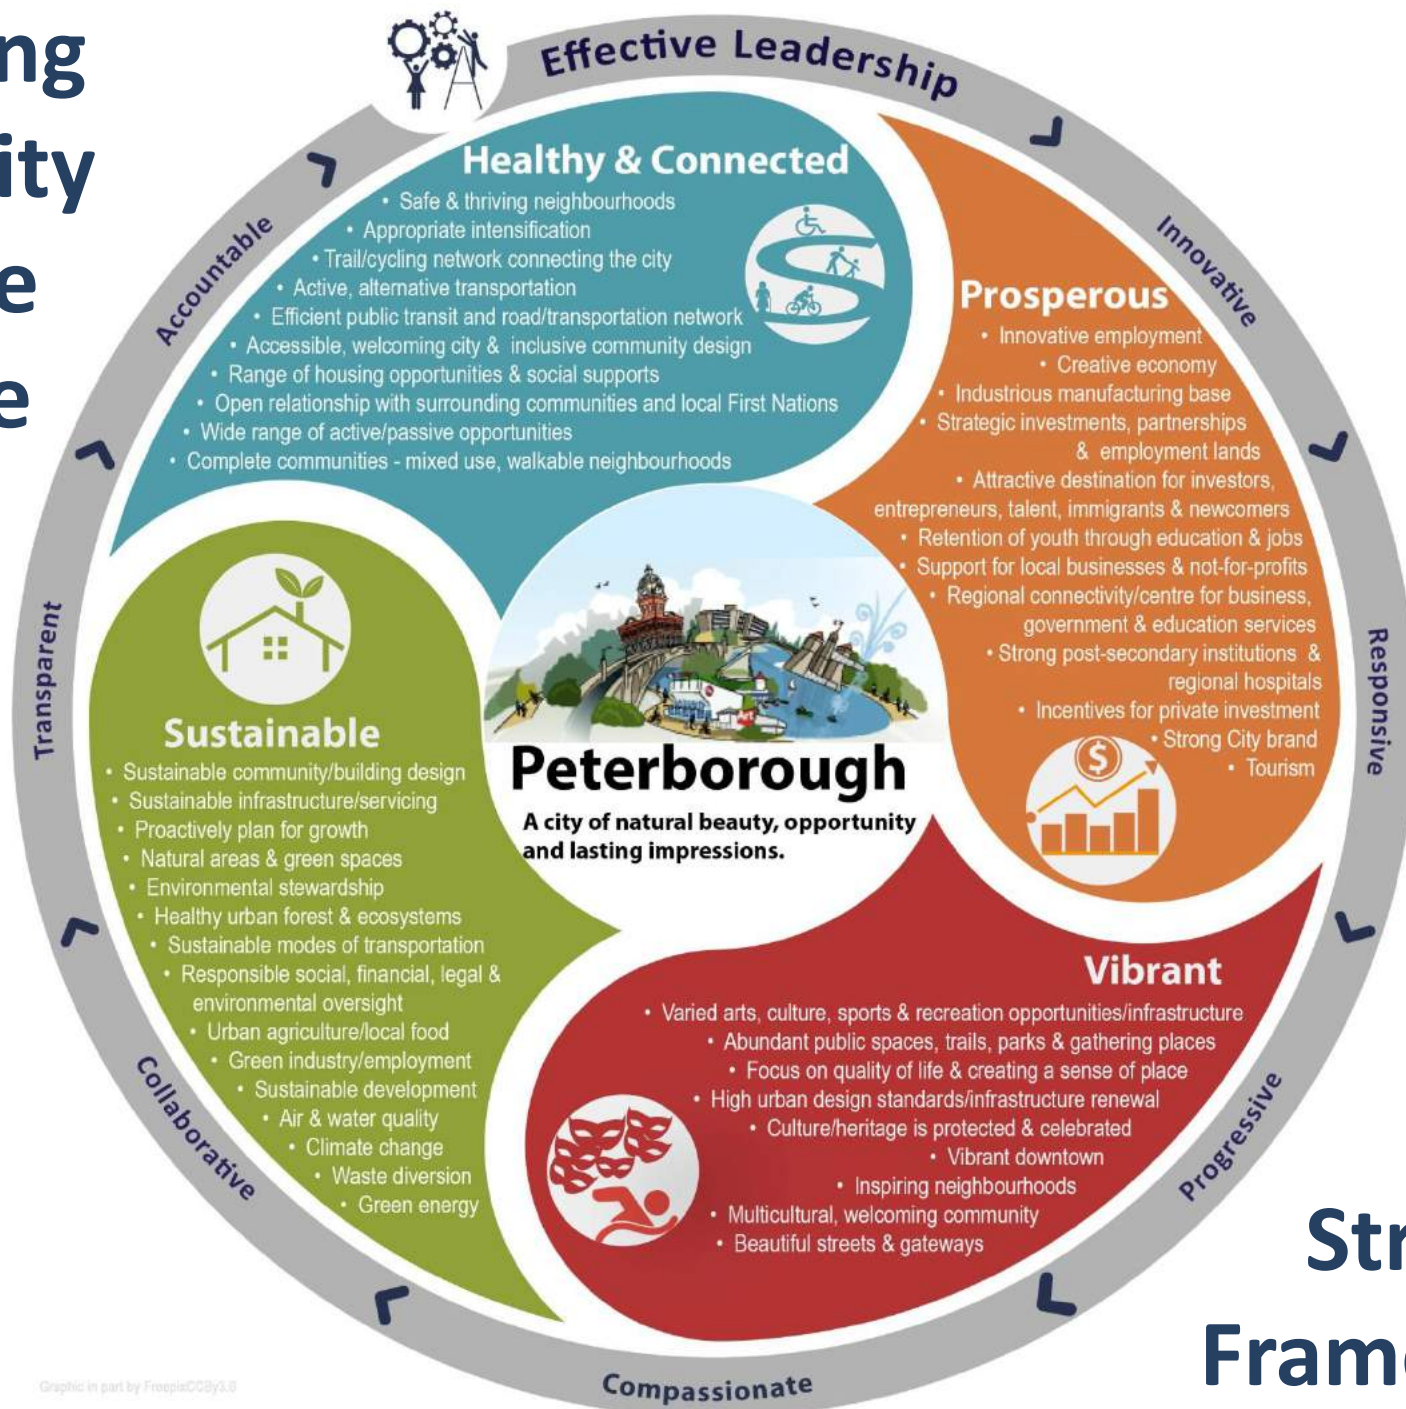 ng
ity
e
e
Effective Leadership
Innovative
Responsive
Progressive
Compassionate
Collaborative
Transparent
Accountable
Healthy & Connected
• Safe & thriving neighbourhoods
• Appropriate intensification
• Trail/cycling network connecting the city
• Active, alternative transportation
• Efficient public transit and road/transportation network
• Accessible, welcoming city & inclusive community design
• Range of housing opportunities & social supports
• Open relationship with surrounding communities and local First Nations
• Wide range of active/passive opportunities
• Complete communities - mixed use, walkable neighbourhoods
Prosperous
• Innovative employment
• Creative economy
• Industrious manufacturing base
• Strategic investments, partnerships
& employment lands
• Attractive destination for investors,
entrepreneurs, talent, immigrants & newcomers
• Retention of youth through education & jobs
• Support for local businesses & not-for-profits
• Regional connectivity/centre for business,
government & education services
• Strong post-secondary institutions &
regional hospitals
• Incentives for private investment
• Strong City brand
• Tourism
$
Art
Peterborough
A city of natural beauty, opportunity
and lasting impressions.
Sustainable
• Sustainable community/building design
• Sustainable infrastructure/servicing
• Proactively plan for growth
• Natural areas & green spaces
• Environmental stewardship
• Healthy urban forest & ecosystems
• Sustainable modes of transportation
• Responsible social, financial, legal &
environmental oversight
• Urban agriculture/local food
• Green industry/employment
• Sustainable development
• Air & water quality
• Climate change
• Waste diversion
• Green energy
Vibrant
• Varied arts, culture, sports & recreation opportunities/infrastructure
• Abundant public spaces, trails, parks & gathering places
• Focus on quality of life & creating a sense of place
• High urban design standards/infrastructure renewal
• Culture/heritage is protected & celebrated
• Vibrant downtown
• Inspiring neighbourhoods
• Multicultural, welcoming community
• Beautiful streets & gateways
Str
Frame
Graphic in part by FreepixCCBy3.0